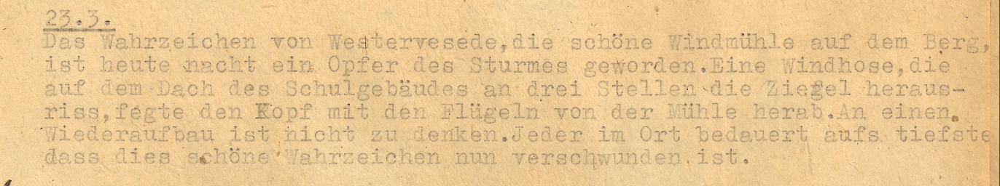 23.3.
Das Wahrzeichen von Westervesede,die schöne Windmühle auf dem Berg,
ist heute nacht ein Opfer des Sturmes geworden.Eine Windhose,die
auf dem Dach des Schulgebäudes an drei Stellen die Ziegel heraus-
riss,fegte den Kopf mit den Flügeln von der Mühle herab.An einen
Wiederaufbau ist nicht zu denken.Jeder im Ort bedauert aufs tiefste
dass dies schöne Wahrzeichen nun verschwunden ist.